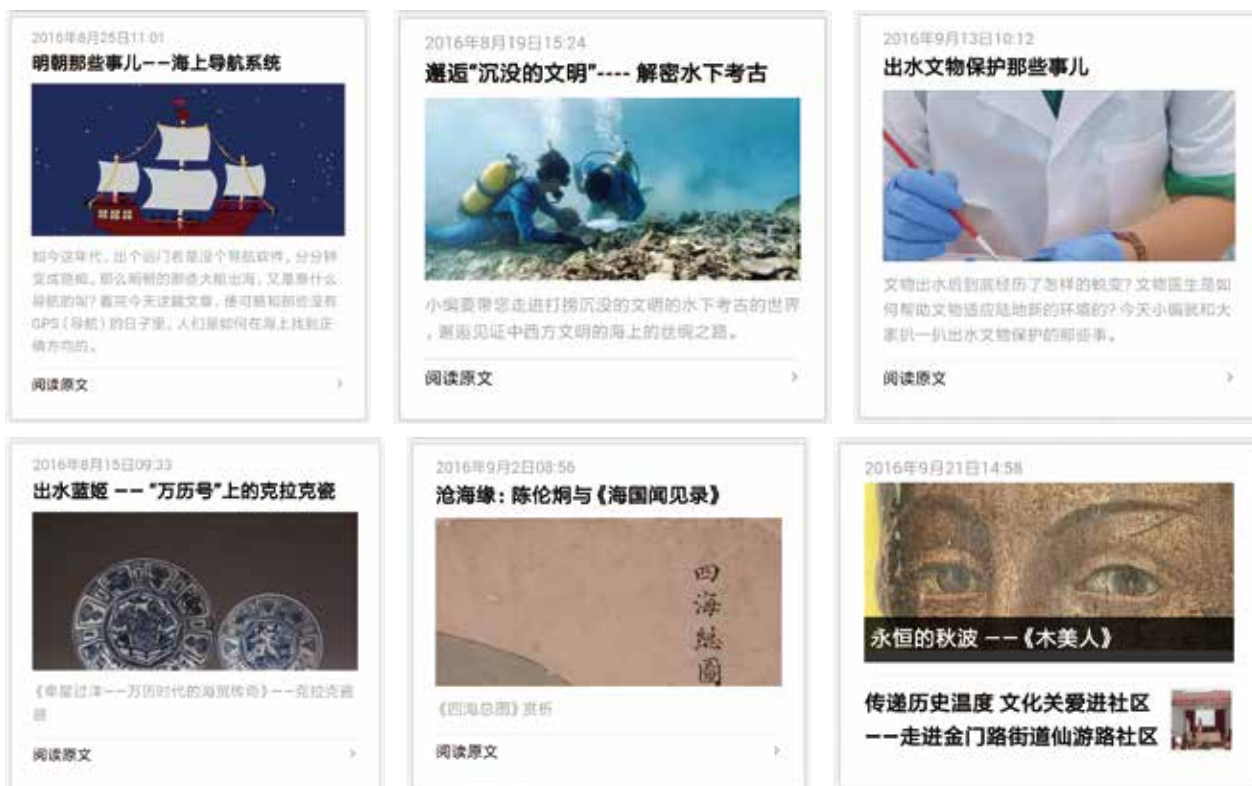 2016年8月25日11:01
明朝那些事儿——海上导航系统
如今这年代，出个远门若是没个导航软件，分分钟
变成路痴。那么明朝的那些大船出海，又是靠什么
导航的呢？看完今天这篇文章，便可感知那些没有
GPS（导航）的日子里，人们是如何在海上找到正
确方向的。
阅读原文
2016年8月19日15:24
邂逅“沉没的文明”---- 解密水下考古
小编要带您走进打捞沉没的文明的水下考古的世界
，邂逅见证中西方文明的海上的丝绸之路。
阅读原文
2016年9月13日10:12
出水文物保护那些事儿
文物出水后到底经历了怎样的蜕变？文物医生是如
何帮助文物适应陆地新的环境的？今天小编就和大
家扒一扒出水文物保护的那些事。
阅读原文
2016年8月15日09:33
出水蓝姬 —— “万历号”上的克拉克瓷
《牵星过洋——万历时代的海贸传奇》——克拉克瓷
篇
阅读原文
2016年9月2日08:56
沧海缘：陈伦炯与《海国闻见录》
四海總圖
《四海总图》赏析
阅读原文
2016年9月21日14:58
永恒的秋波 ——《木美人》
传递历史温度 文化关爱进社区
——走进金门路街道仙游路社区